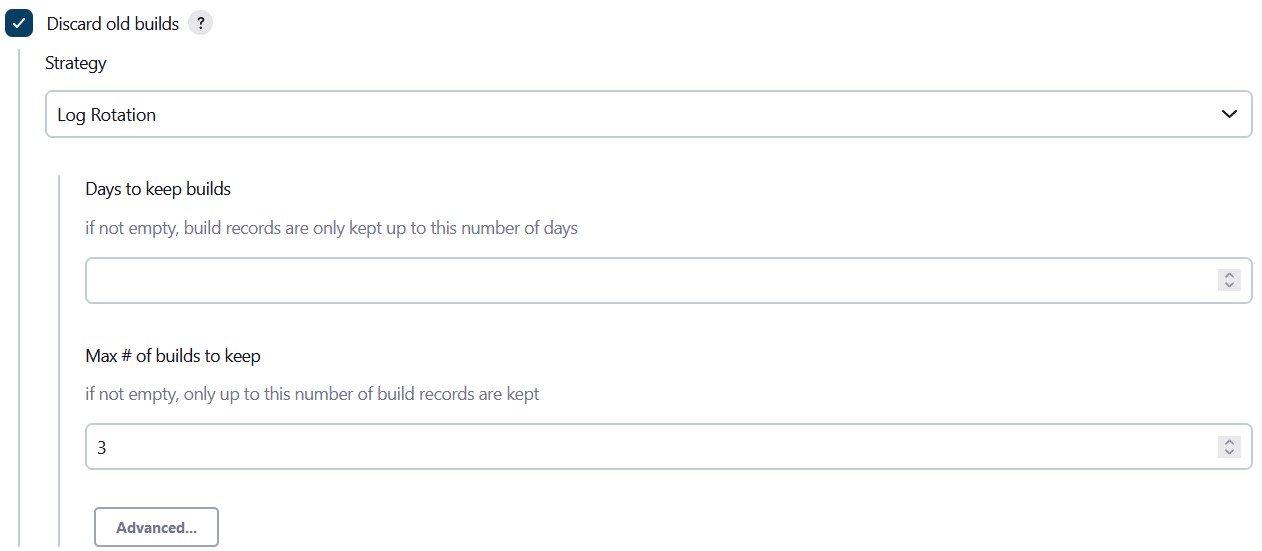 Discard old builds ?
Strategy
Log Rotation
Days to keep builds
if not empty, build records are only kept up to this number of days
Max # of builds to keep
if not empty, only up to this number of build records are kept
3
Advanced...